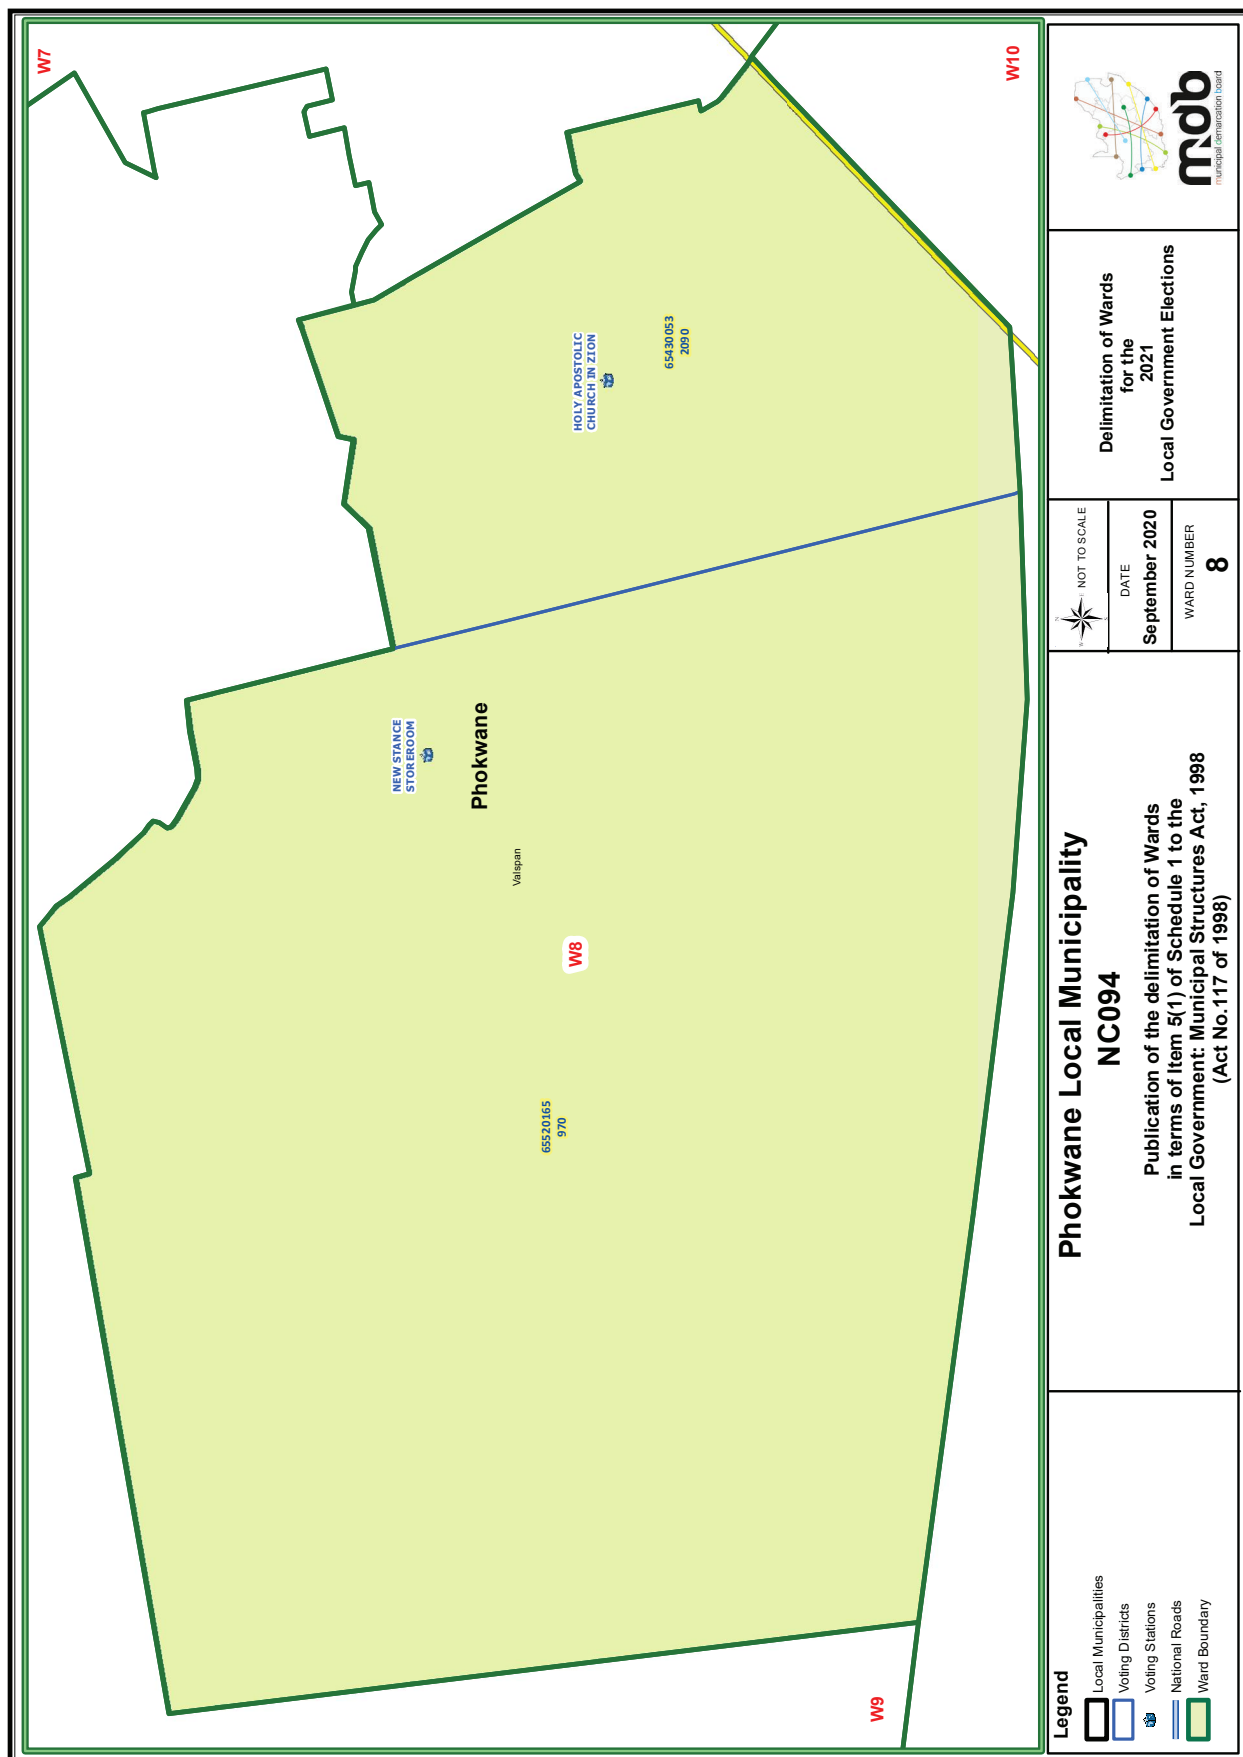 W7
W10
W9
W8
HOLY APOSTOLIC
CHURCH IN ZION
65430053
2090
NEW STANCE
STOREROOM
Phokwane
Valspan
65520165
970
Legend
Local Municipalities
Voting Districts
Voting Stations
National Roads
Ward Boundary
Phokwane Local Municipality
NC094
Publication of the delimitation of Wards
in terms of Item 5(1) of Schedule 1 to the
Local Government: Municipal Structures Act, 1998
(Act No.117 of 1998)
N
W
E
S
NOT TO SCALE
DATE
September 2020
WARD NUMBER
8
Delimitation of Wards
for the
2021
Local Government Elections
mdb
municipal demarcation board